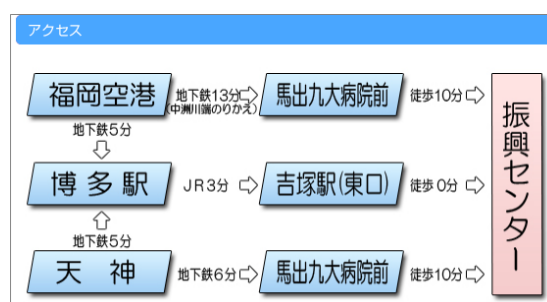 アクセス
福岡空港
地下鉄13分
(中洲川端のりかえ)
馬出九大病院前
徒歩10分
地下鉄5分
博多駅
JR3分
吉塚駅(東口)
徒歩0分
地下鉄5分
天神
地下鉄6分
馬出九大病院前
徒歩10分
振興センター